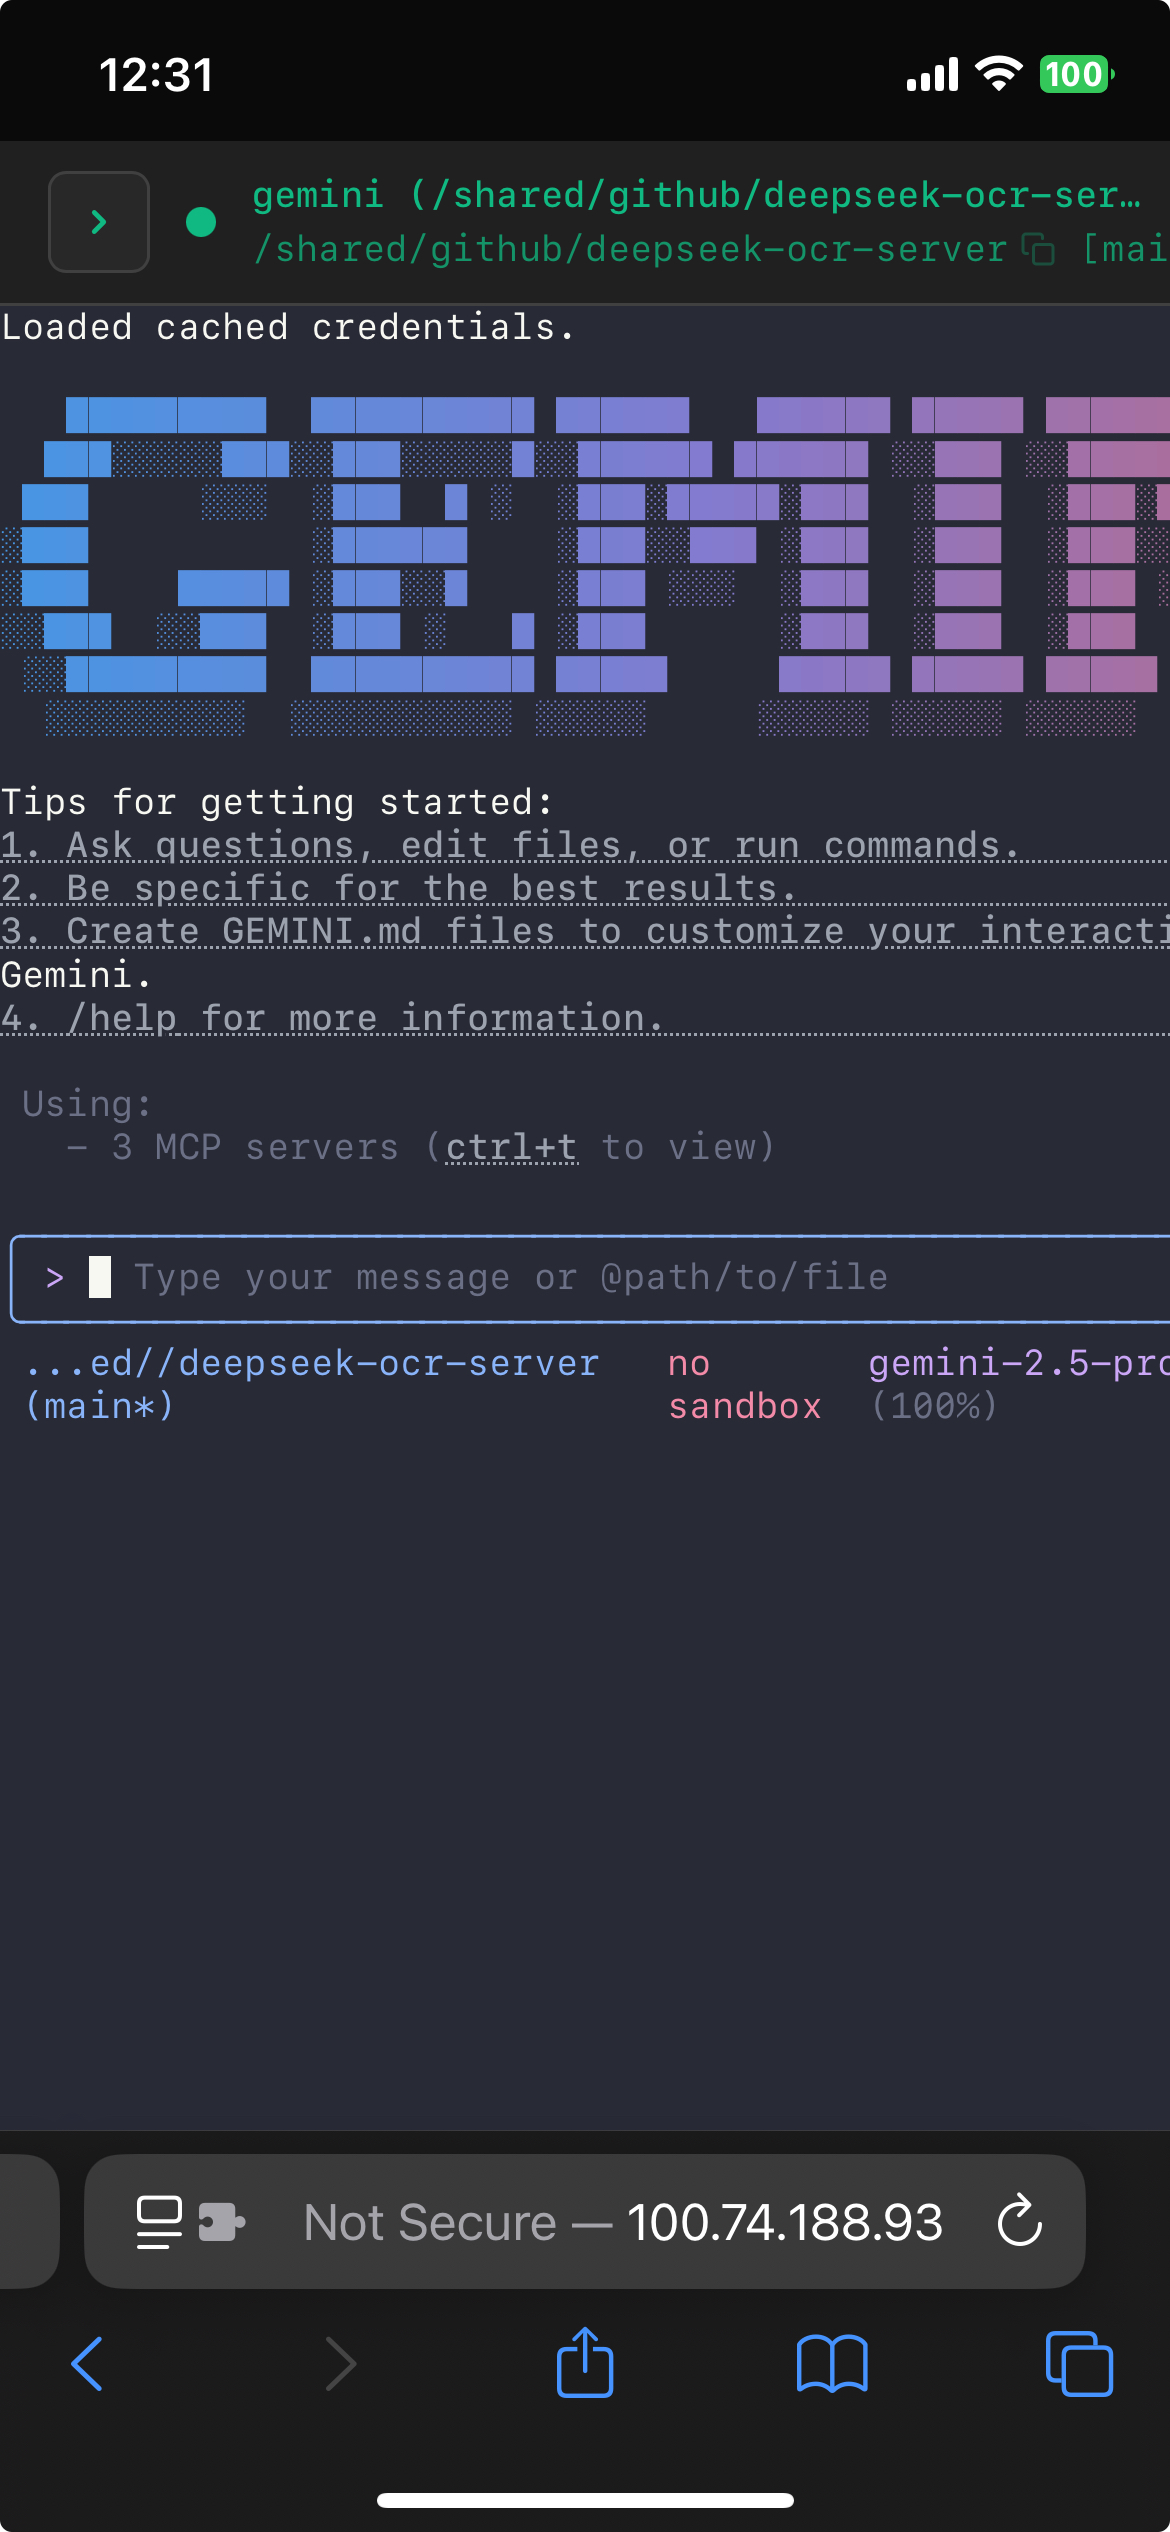 12:31
100
gemini (/shared/github/deepseek-ocr-ser…
/shared/github/deepseek-ocr-server [mai
Loaded cached credentials.
GEMIN
Tips for getting started:
1. Ask questions, edit files, or run commands.
2. Be specific for the best results.
3. Create GEMINI.md files to customize your interacti
Gemini.
4. /help for more information.
Using:
- 3 MCP servers (ctrl+t to view)
> Type your message or @path/to/file
...ed//deepseek-ocr-server no gemini-2.5-pro
(main*) sandbox (100%)
Not Secure — 100.74.188.93